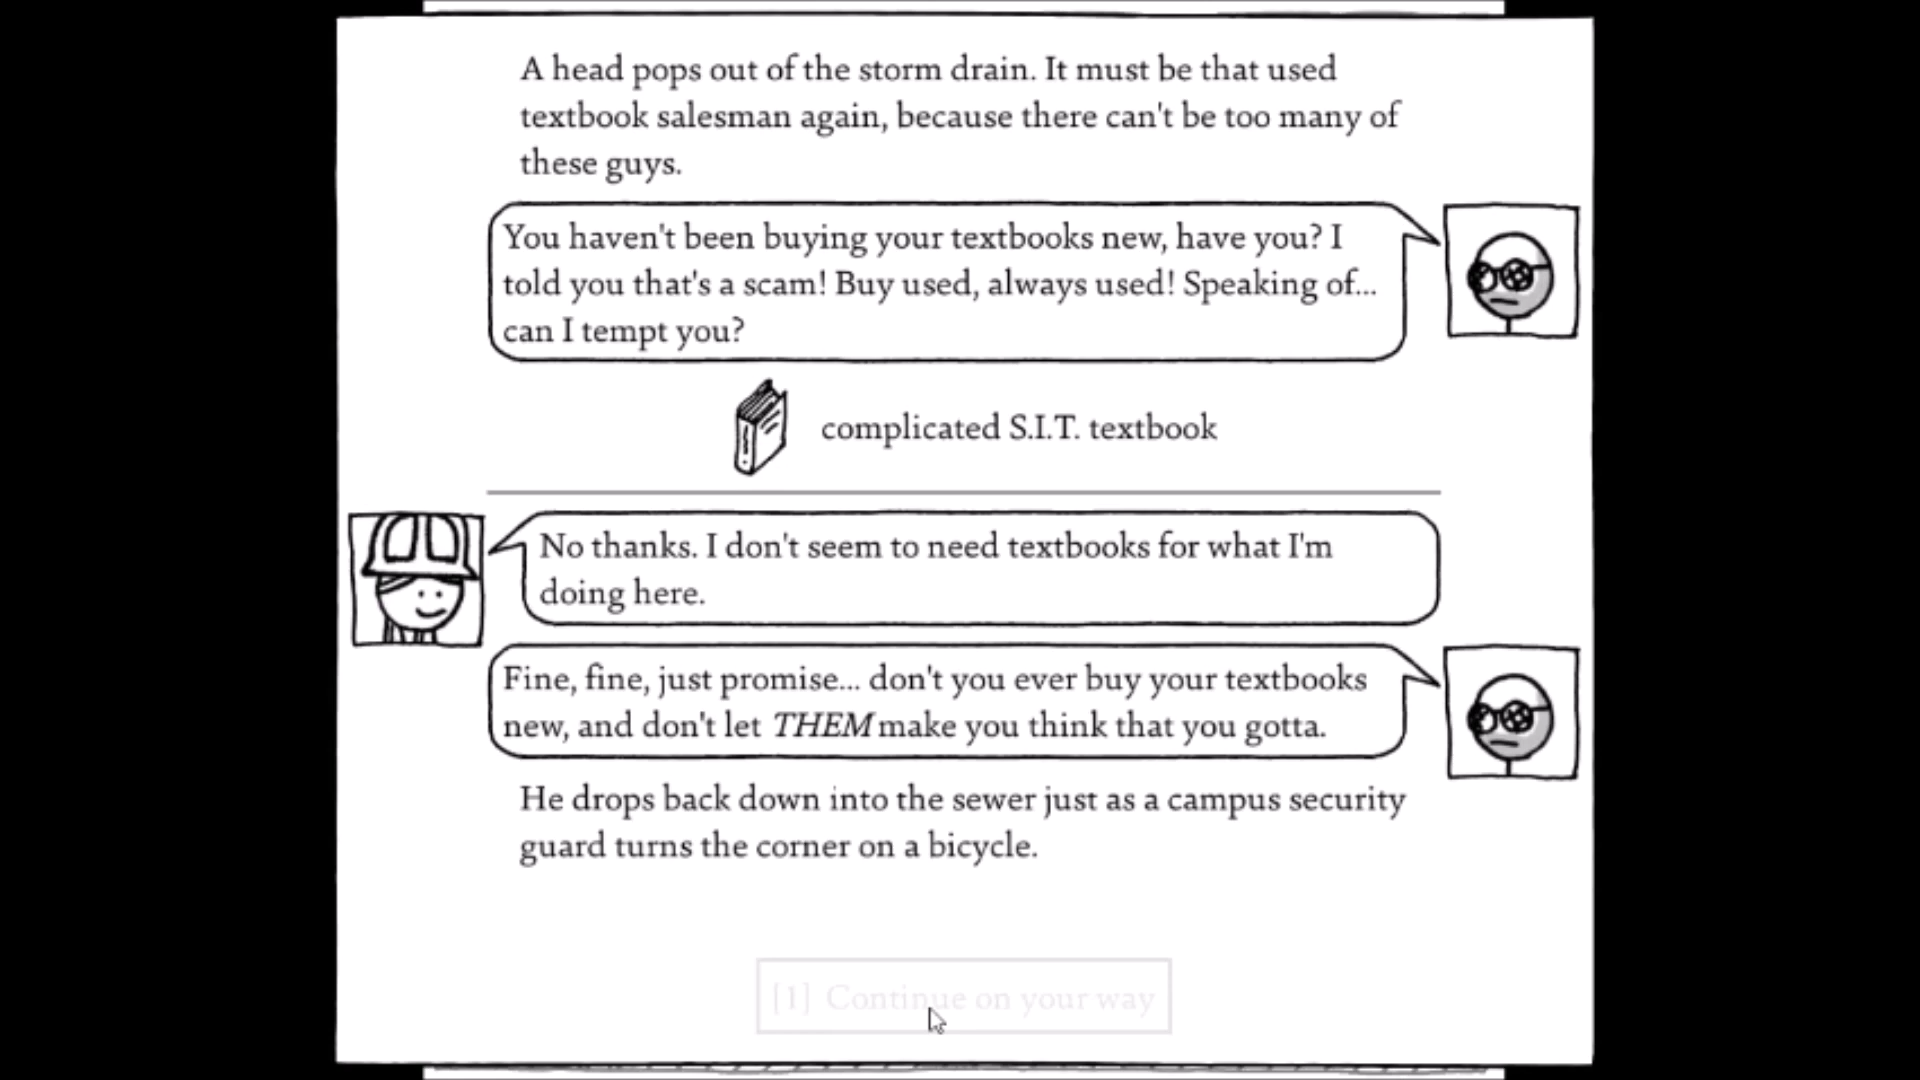 A head pops out of the storm drain. It must be that used
textbook salesman again, because there can't be too many of
these guys.
You haven't been buying your textbooks new, have you? I
told you that's a scam! Buy used, always used! Speaking of...
can I tempt you?
complicated S.I.T. textbook
No thanks. I don't seem to need textbooks for what I'm
doing here.
Fine, fine, just promise... don't you ever buy your textbooks
new, and don't let THEM make you think that you gotta.
He drops back down into the sewer just as a campus security
guard turns the corner on a bicycle.
[1] Continue on your way